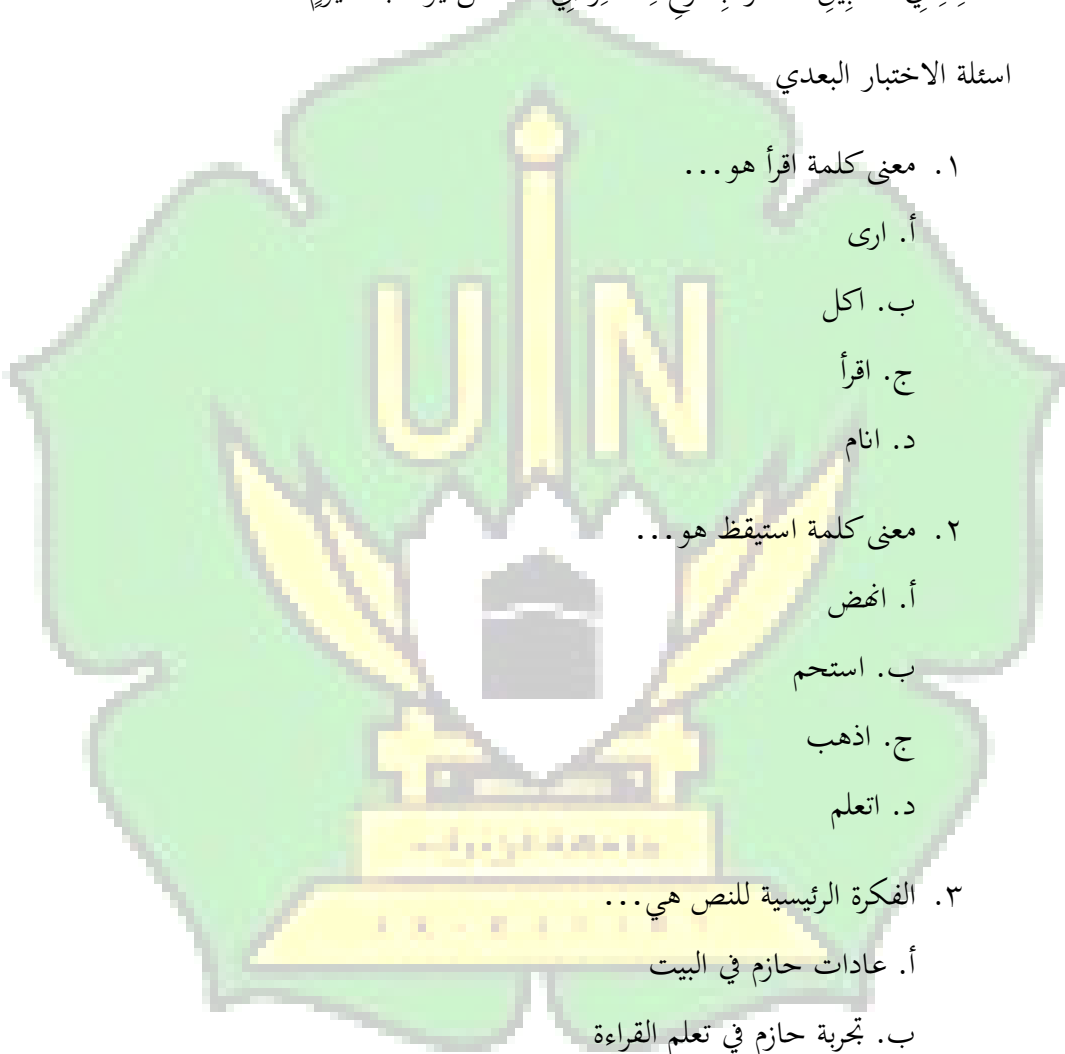 اسئلة الاختبار البعدي
١. معنى كلمة اقرأ هو...
أ. ارى
ب. اكل
ج. اقرأ
د. انام
٢. معنى كلمة استيقظ هو...
أ. انهض
ب. استحم
ج. اذهب
د. اتعلم
٣. الفكرة الرئيسية للنص هي...
أ. عادات حازم في البيت
ب. تجربة حازم في تعلم القراءة
UIN